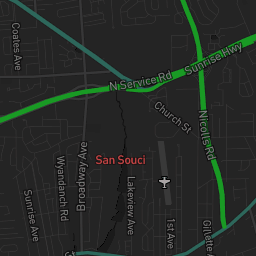 Coates Ave
N Service Rd
Sunrise Hwy
Church St
Nicolls Rd
San Souci
Broadway Ave
Wyandanch Rd
Sunrise Ave
Lakeview Ave
1st Ave
Gillette A